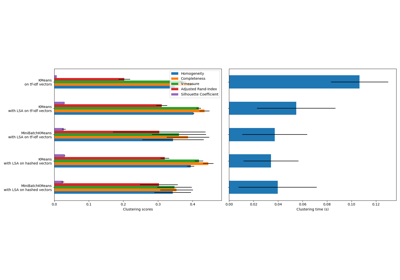 Homogeneity
Completeness
V-measure
Adjusted Rand-Index
Silhouette Coefficient
KMeans
on tf-idf vectors
KMeans
with LSA on tf-idf vectors
MiniBatchKMeans
with LSA on tf-idf vectors
KMeans
with LSA on hashed vectors
MiniBatchKMeans
with LSA on hashed vectors
0.0 0.1 0.2 0.3 0.4
Clustering scores
0.00 0.02 0.04 0.06 0.08 0.10 0.12
Clustering time (s)